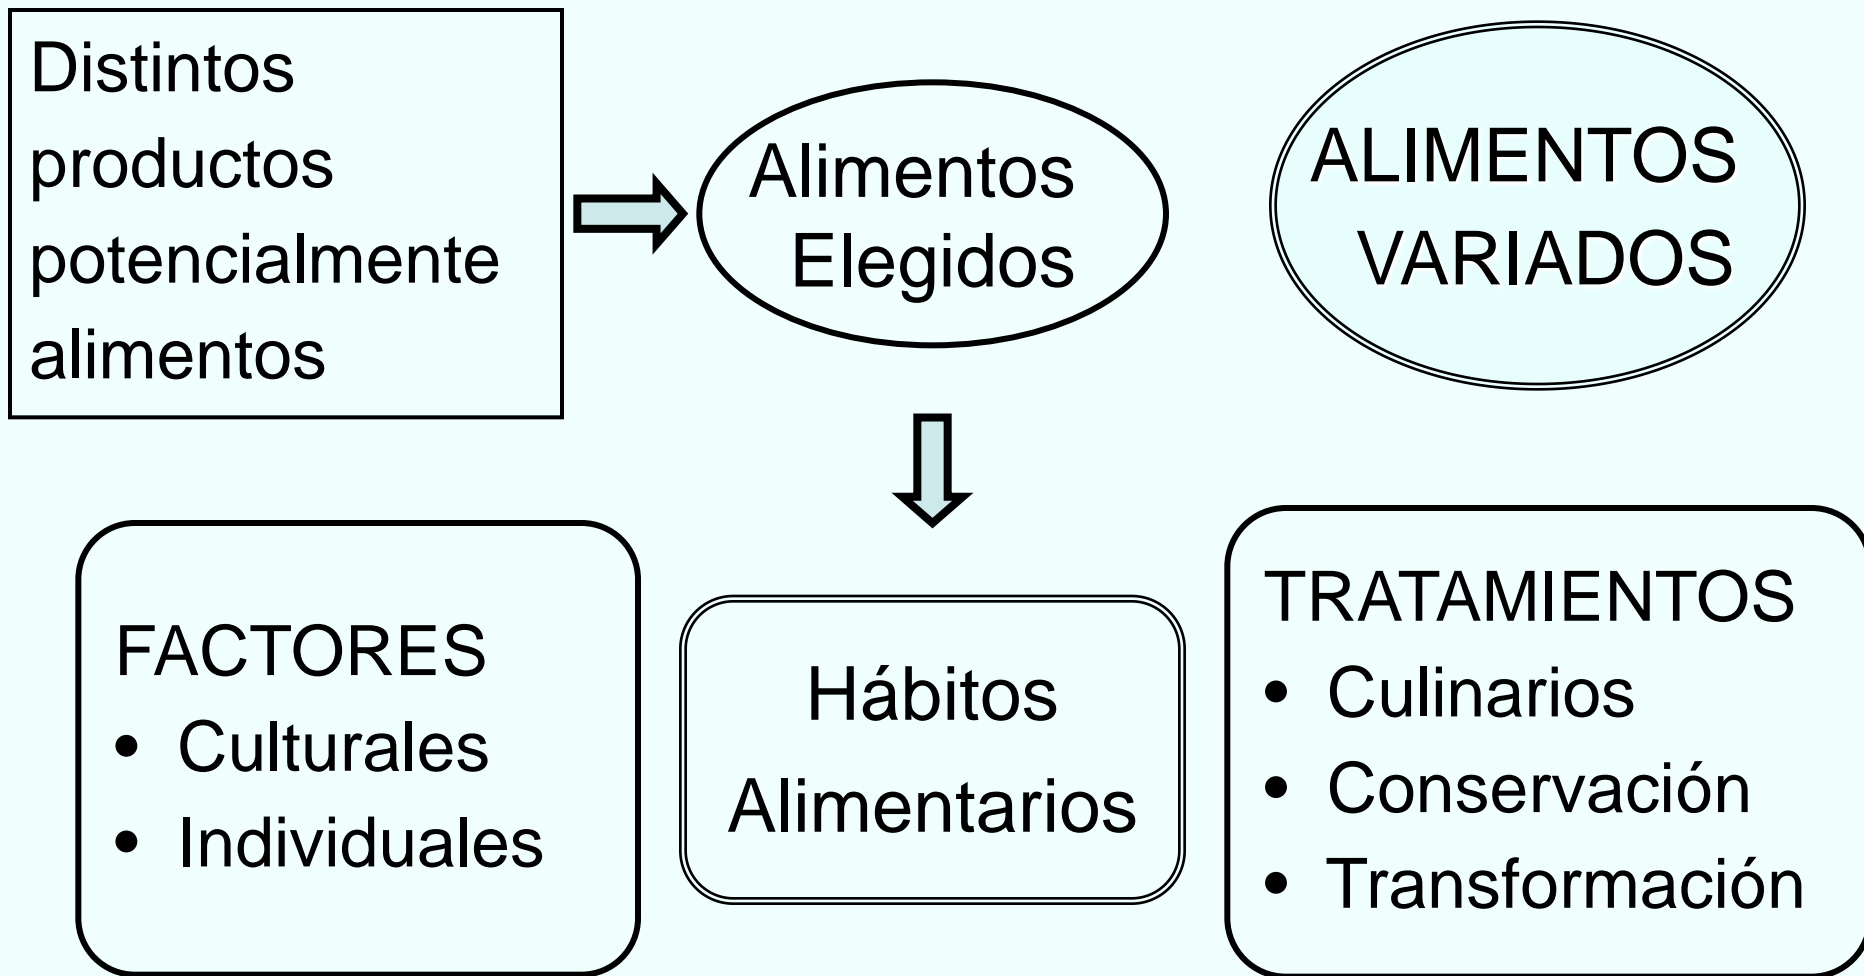 Distintos
productos
potencialmente
alimentos
Alimentos
Elegidos
ALIMENTOS
VARIADOS
FACTORES
• Culturales
• Individuales
Hábitos
Alimentarios
TRATAMIENTOS
• Culinarios
• Conservación
• Transformación